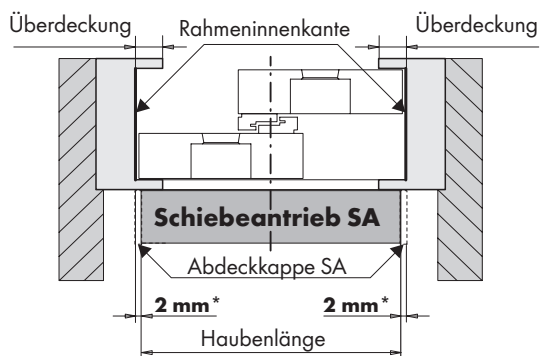 Überdeckung
Rahmeninnenkante
Überdeckung
Schiebeantrieb SA
Abdeckkappe SA
2 mm*
2 mm*
Haubenlänge